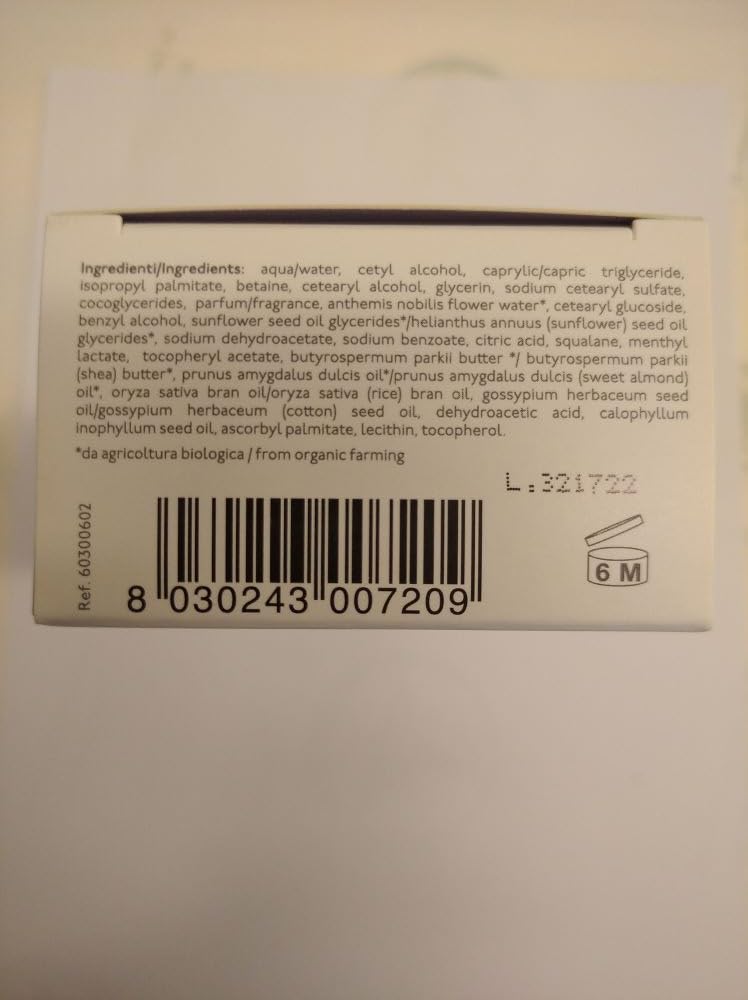 Ingredienti/Ingredients: aqua/water, cetyl alcohol, caprylic/capric triglyceride,
isopropyl palmitate, betaine, cetearyl alcohol, glycerin, sodium cetearyl sulfate,
cocoglycerides, parfum/fragrance, anthemis nobilis flower water*, cetearyl glucoside,
benzyl alcohol, sunflower seed oil glycerides*/helianthus annuus (sunflower) seed oil
glycerides*, sodium dehydroacetate, sodium benzoate, citric acid, squalane, menthyl
lactate, tocopheryl acetate, butyrospermum parkii butter */ butyrospermum parkii
(shea) butter*, prunus amygdalus dulcis oil*/prunus amygdalus dulcis (sweet almond)
oil*, oryza sativa bran oil/oryza sativa (rice) bran oil, gossypium herbaceum seed
oil/gossypium herbaceum (cotton) seed oil, dehydroacetic acid, calophyllum
inophyllum seed oil, ascorbyl palmitate, lecithin, tocopherol.
*da agricoltura biologica / from organic farming
L.:321722
Ref. 60300602
6 M
8 030243 007209